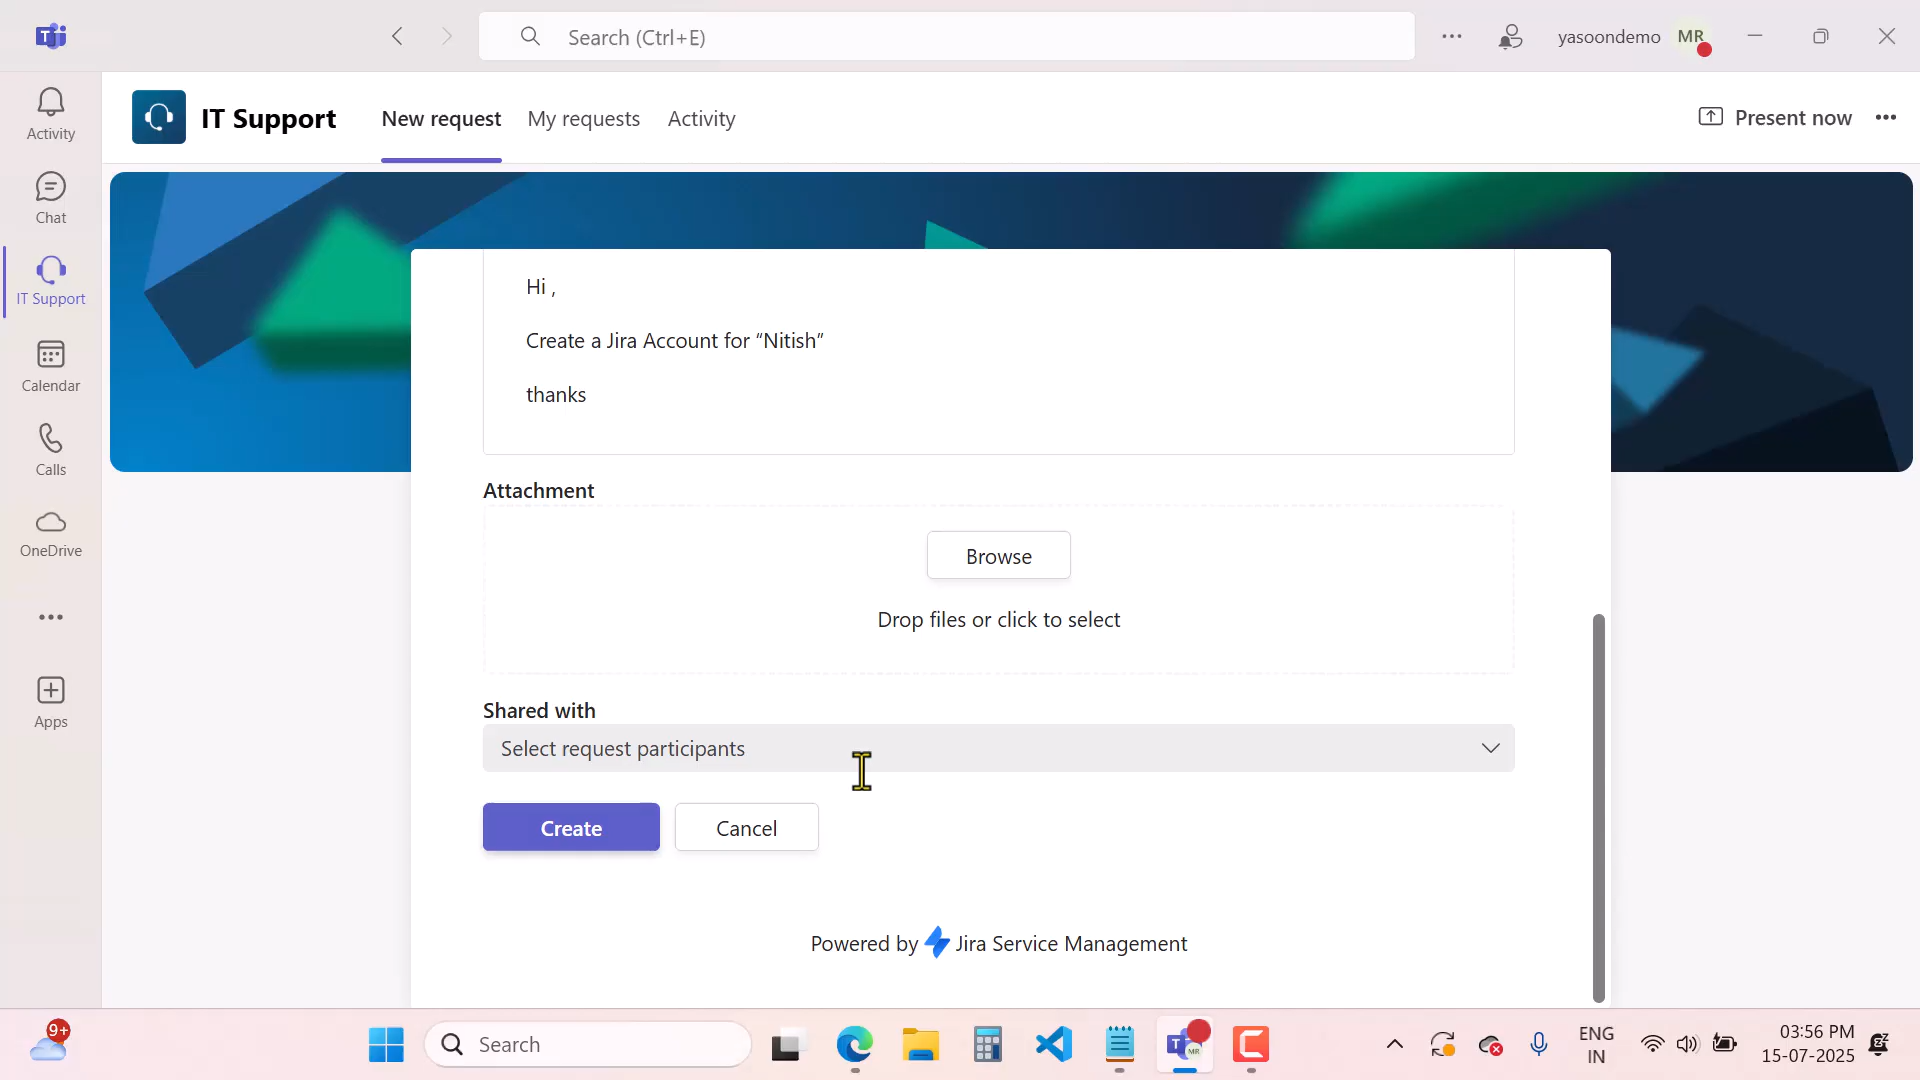 Search (Ctrl+E)
yasoondemo
MR
Activity
Chat
IT Support
Calendar
Calls
OneDrive
Apps
IT Support
New request
My requests
Activity
Present now
Hi ,
Create a Jira Account for “Nitish”
thanks
Attachment
Browse
Drop files or click to select
Shared with
Select request participants
Create
Cancel
Powered by Jira Service Management
9+
Search
T
MR
ENG
IN
03:56 PM
15-07-2025